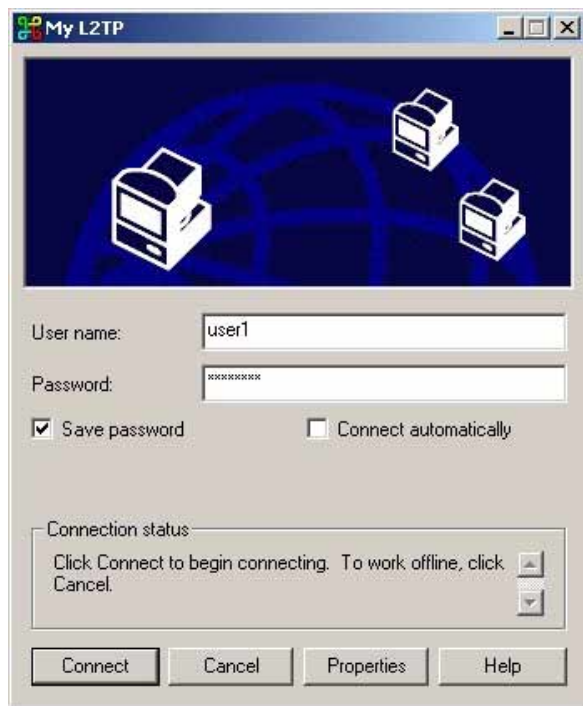 My L2TP
User name:
user1
Password:
********
Save password
Connect automatically
Connection status
Click Connect to begin connecting. To work offline, click
Cancel.
Connect
Cancel
Properties
Help